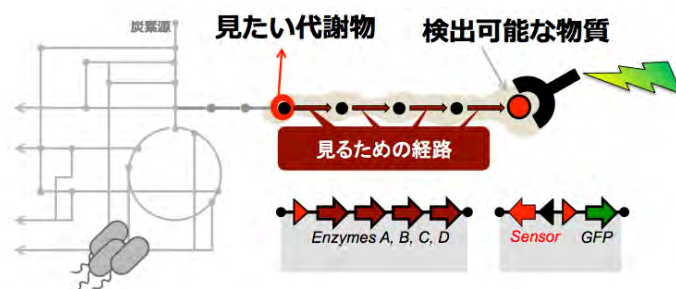 炭素源
見たい代謝物
検出可能な物質
見るための経路
Enzymes A, B, C, D
Sensor
GFP